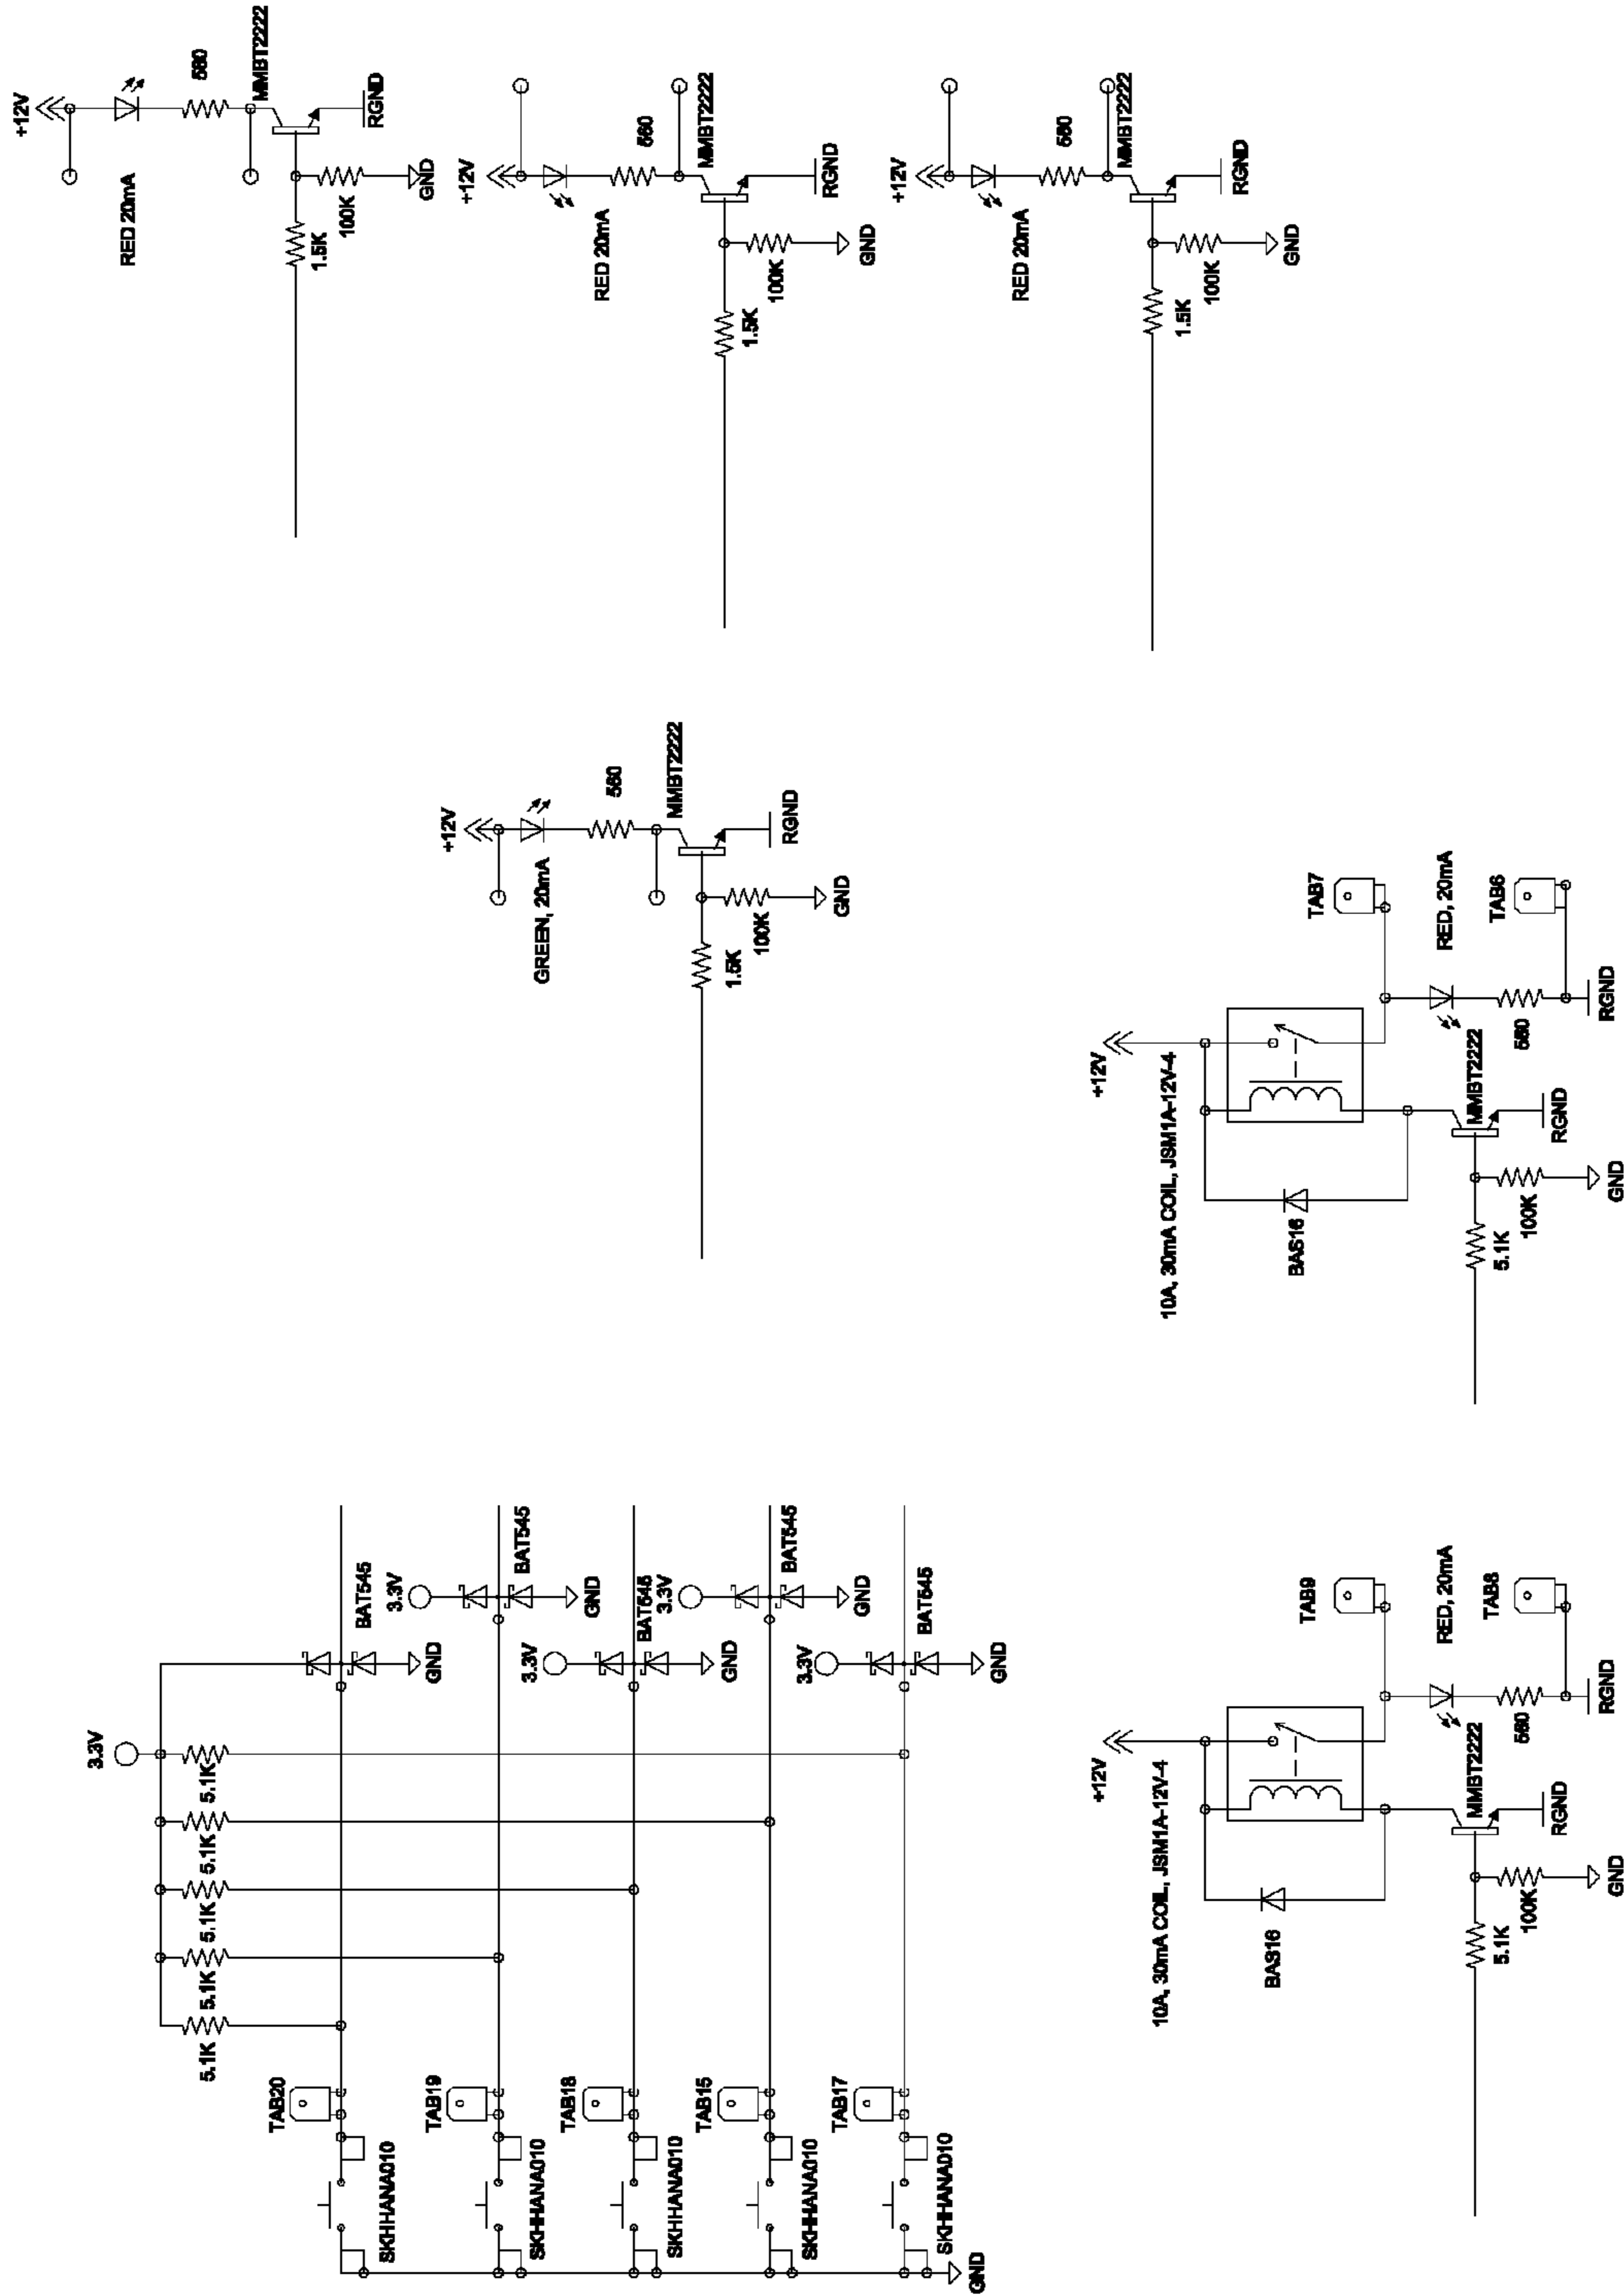 +12V
RED 20mA
560
MMBT2222
RGND
1.5K
100K
GND
+12V
RED 20mA
560
MMBT2222
RGND
1.5K
100K
GND
+12V
RED 20mA
560
MMBT2222
RGND
1.5K
100K
GND
+12V
GREEN, 20mA
560
MMBT2222
RGND
1.5K
100K
GND
3.3V
5.1K
5.1K
5.1K
5.1K
5.1K
TAB20
SKHHANA010
BAT545
GND
TAB19
SKHHANA010
3.3V
BAT545
GND
TAB18
SKHHANA010
3.3V
BAT545
GND
TAB15
SKHHANA010
3.3V
BAT545
GND
TAB17
SKHHANA010
3.3V
BAT545
GND
GND
+12V
10A, 30mA COIL, JSM1A-12V-4
BAS16
TAB7
RED, 20mA
TAB6
560
RGND
MMBT2222
RGND
5.1K
100K
GND
+12V
10A, 30mA COIL, JSM1A-12V-4
BAS16
TAB9
RED, 20mA
TAB8
560
RGND
MMBT2222
RGND
5.1K
100K
GND